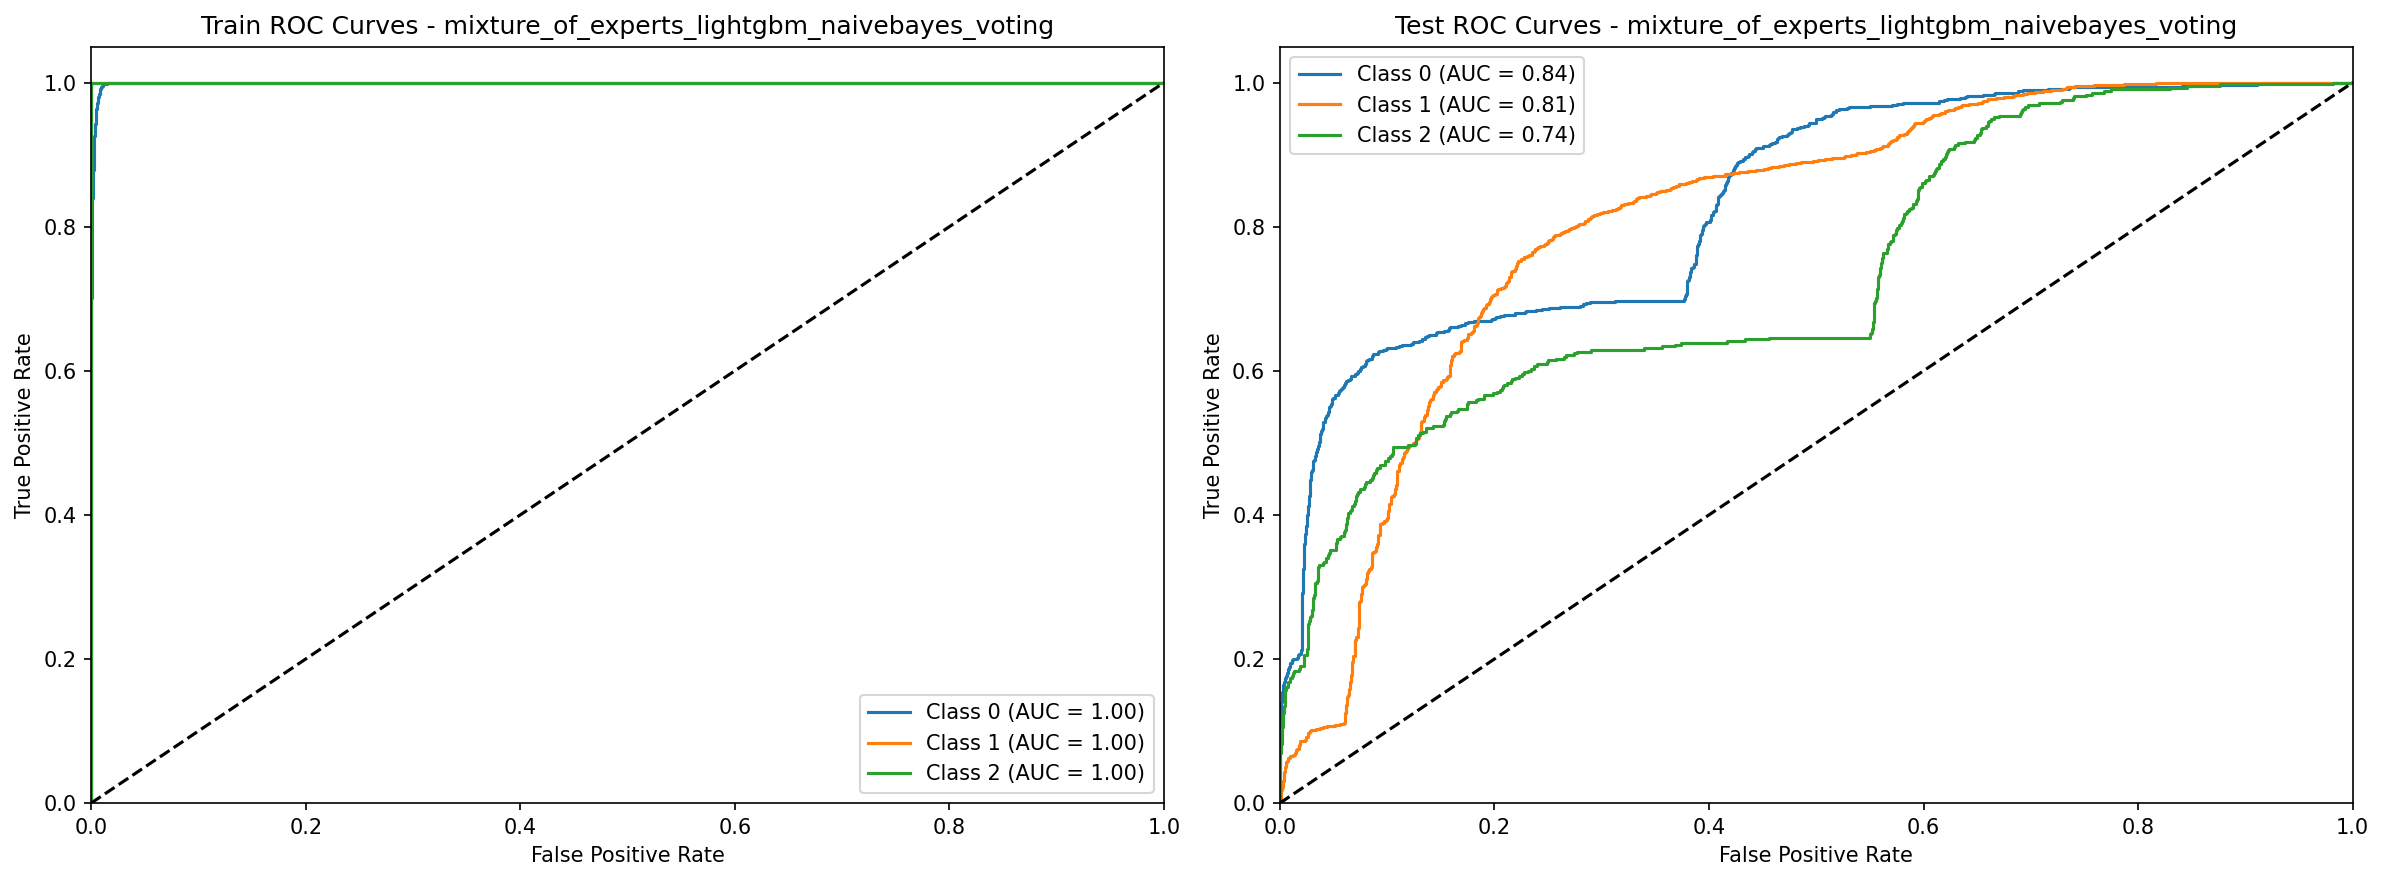 Train ROC Curves - mixture_of_experts_lightgbm_naivebayes_voting
1.0
0.8
0.6
0.4
0.2
0.0
True Positive Rate
0.0 0.2 0.4 0.6 0.8 1.0
False Positive Rate
Class 0 (AUC = 1.00)
Class 1 (AUC = 1.00)
Class 2 (AUC = 1.00)
Test ROC Curves - mixture_of_experts_lightgbm_naivebayes_voting
Class 0 (AUC = 0.84)
Class 1 (AUC = 0.81)
Class 2 (AUC = 0.74)
1.0
0.8
0.6
0.4
0.2
0.0
True Positive Rate
0.0 0.2 0.4 0.6 0.8 1.0
False Positive Rate